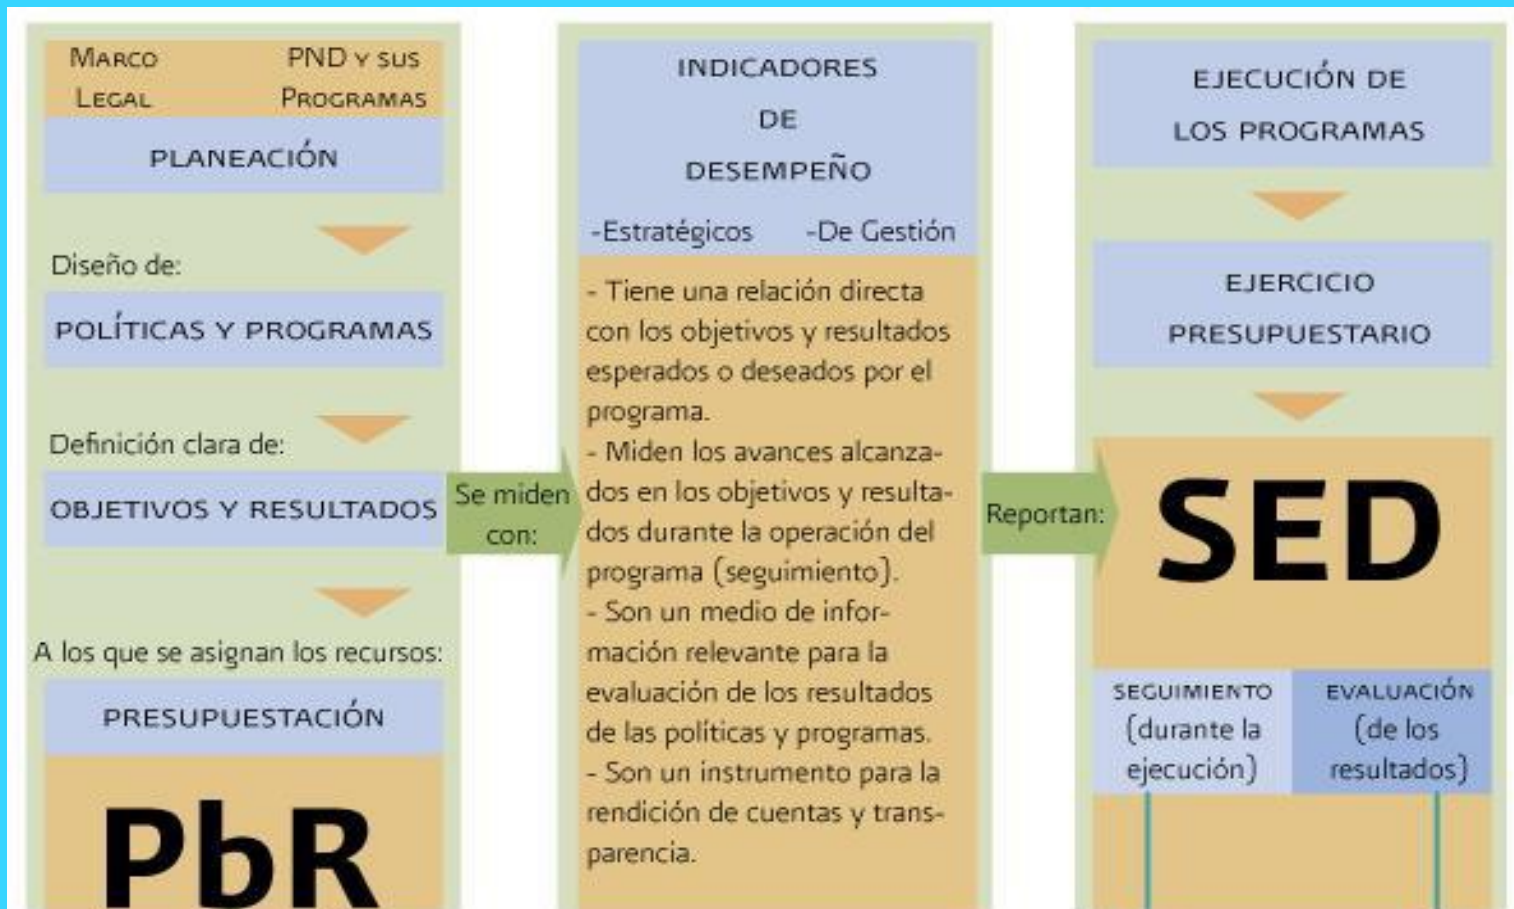 MARCO
LEGAL
PND Y SUS
PROGRAMAS
PLANEACIÓN
Diseño de:
POLÍTICAS Y PROGRAMAS
Definición clara de:
OBJETIVOS Y RESULTADOS
A los que se asignan los recursos:
PRESUPUESTACIÓN
PbR
Se miden
con:
INDICADORES
DE
DESEMPEÑO
-Estratégicos -De Gestión
- Tiene una relación directa
con los objetivos y resultados
esperados o deseados por el
programa.
- Miden los avances alcanza-
dos en los objetivos y resulta-
dos durante la operación del
programa (seguimiento).
- Son un medio de infor-
mación relevante para la
evaluación de los resultados
de las políticas y programas.
- Son un instrumento para la
rendición de cuentas y trans-
parencia.
Reportan:
EJECUCIÓN DE
LOS PROGRAMAS
EJERCICIO
PRESUPUESTARIO
SED
SEGUIMIENTO
(durante la
ejecución)
EVALUACIÓN
(de los
resultados)